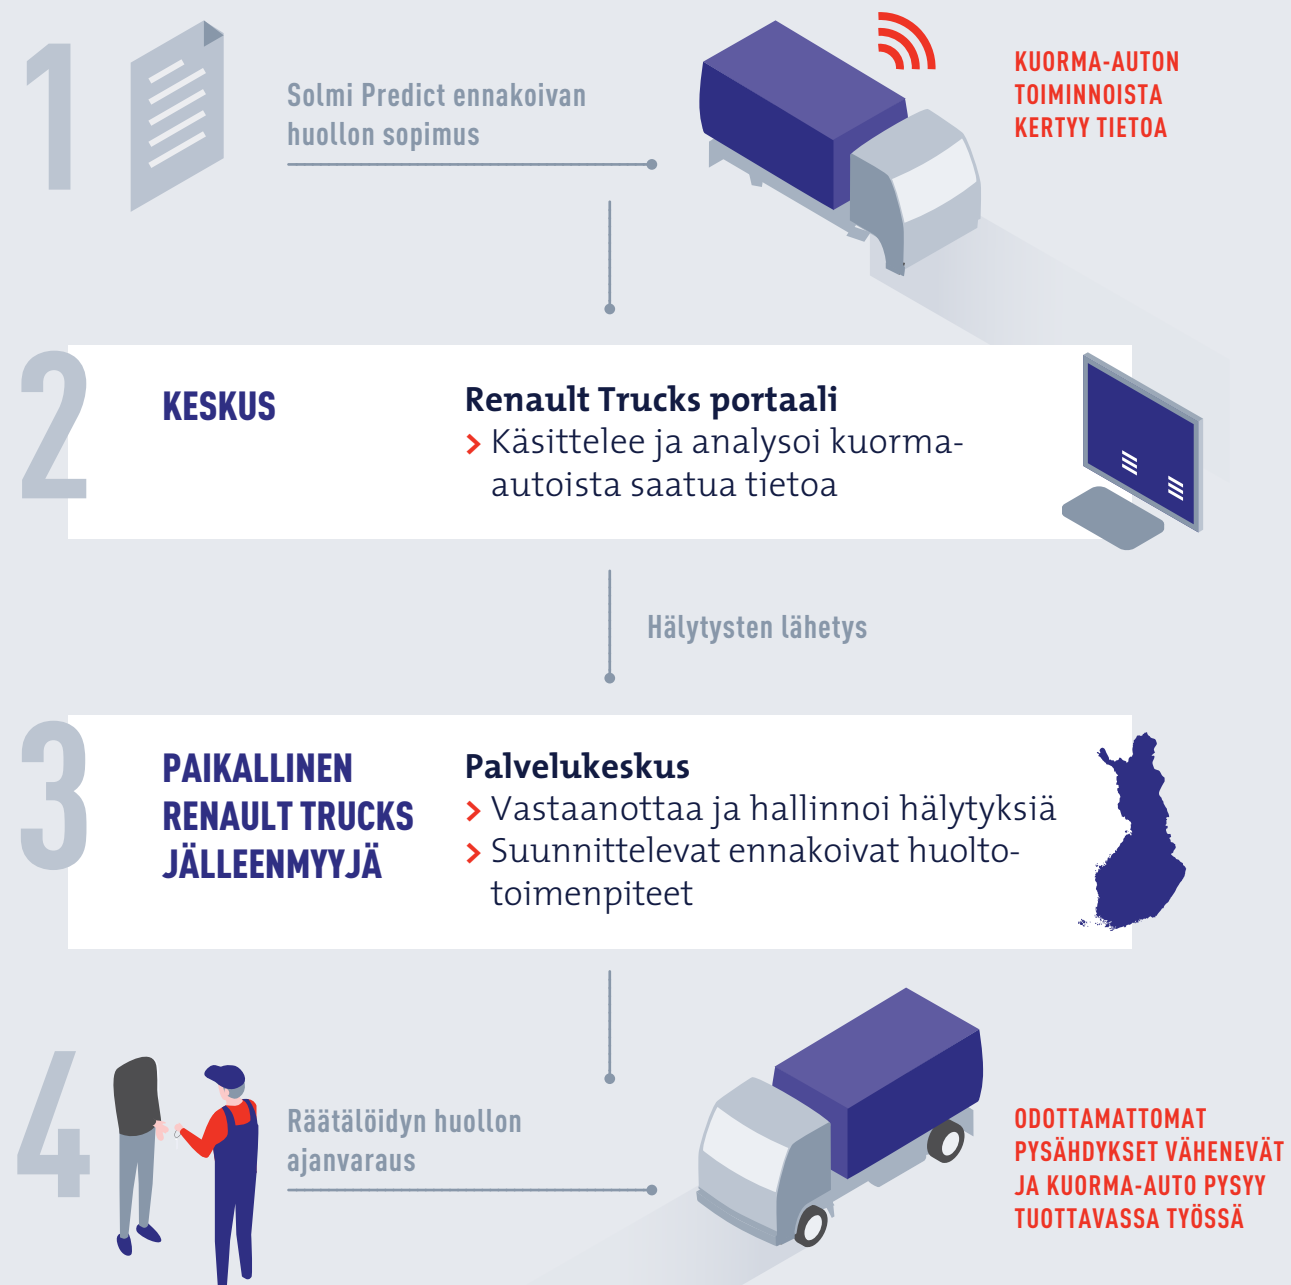 1
Solmi Predict ennakoivan
huollon sopimus
KUORMA-AUTON
TOIMINNOISTA
KERTYY TIETOA
2
KESKUS
Renault Trucks portaali
> Käsittelee ja analysoi kuorma-
autoista saatua tietoa
Hälytysten lähetys
3
PAIKALLINEN
RENAULT TRUCKS
JÄLLEENMYYJÄ
Palvelukeskus
> Vastaanottaa ja hallinnoi hälytyksiä
> Suunnittelevat ennakoivat huolto-
toimenpiteet
4
Räätälöidyn huollon
ajanvaraus
ODOTTAMATTOMAT
PYSÄHDYKSET VÄHENEVÄT
JA KUORMA-AUTO PYSYY
TUOTTAVASSA TYÖSSÄ